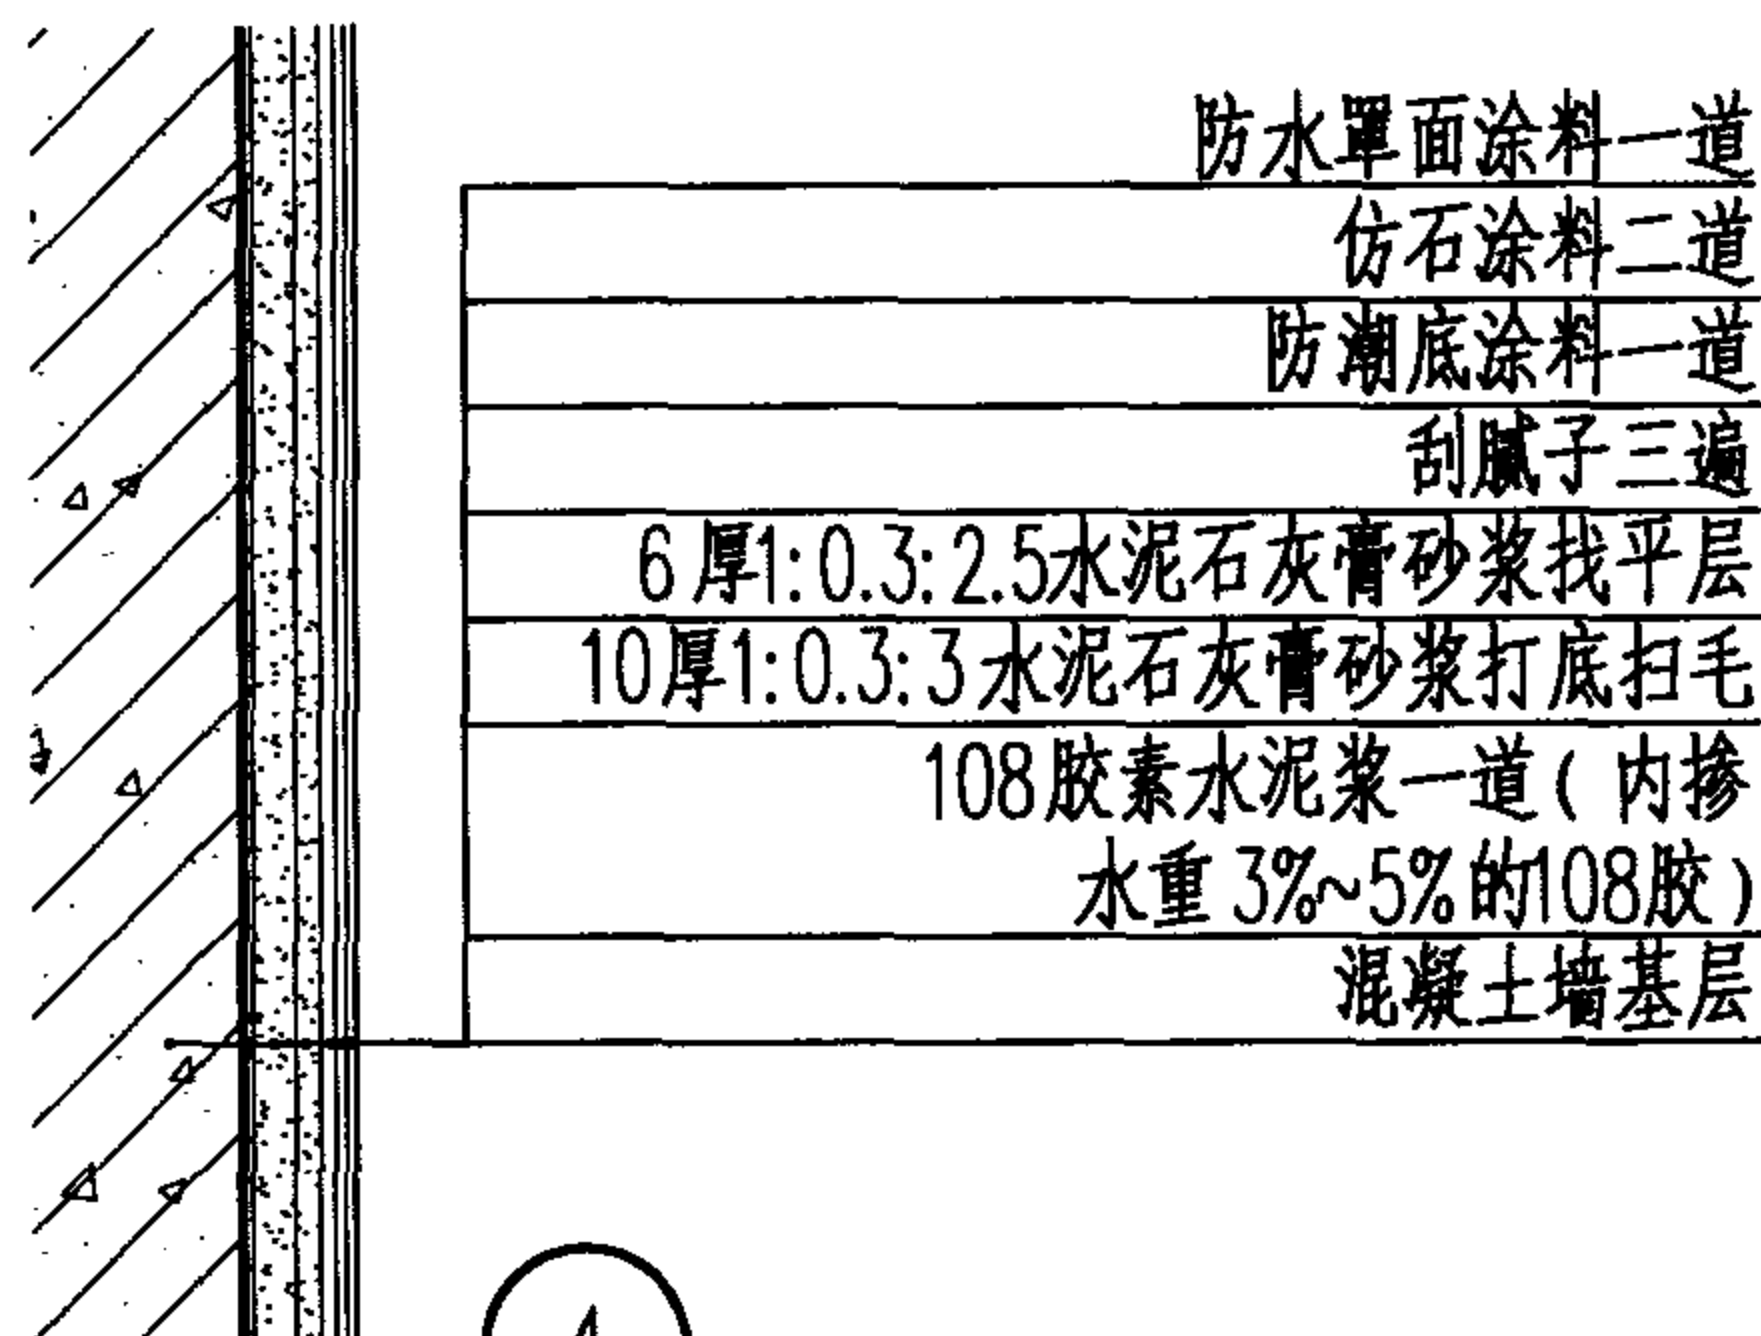 防水罩面涂料一道
仿石涂料二道
防潮底涂料一道
刮腻子三遍
6厚1:0.3:2.5水泥石灰膏砂浆找平层
10厚1:0.3:3水泥石灰膏砂浆打底扫毛
108胶素水泥浆一道(内掺
水重3%~5%的108胶)
混凝土墙基层